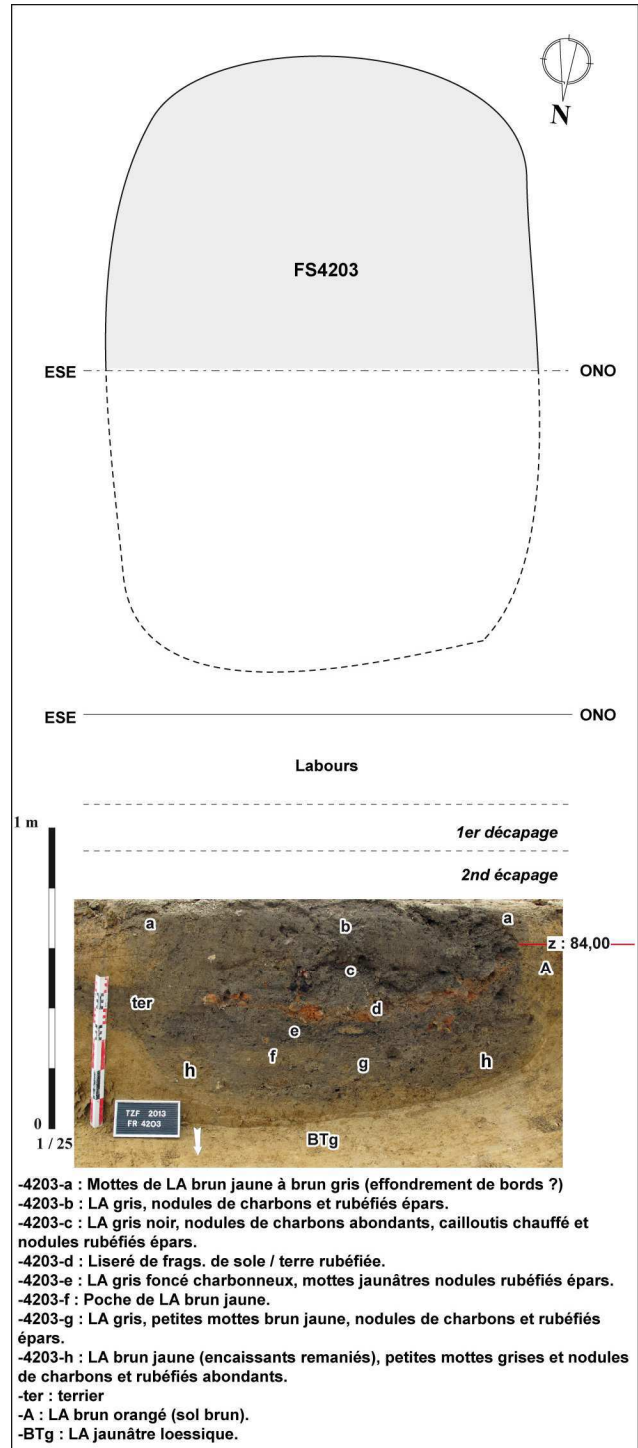 N
FS4203
ESE
ONO
ESE
ONO
Labours
1er décapage
1 m
2nd écapage
a
b
a
z : 84,00
c
A
ter
d
e
f
g
h
h
TZF 2013
FR 4203
0
1 / 25
BTg
-4203-a : Mottes de LA brun jaune à brun gris (effondrement de bords ?)
-4203-b : LA gris, nodules de charbons et rubéfiés épars.
-4203-c : LA gris noir, nodules de charbons abondants, cailloutis chauffé et
nodules rubéfiés épars.
-4203-d : Liseré de frags. de sole / terre rubéfiée.
-4203-e : LA gris foncé charbonneux, mottes jaunâtres nodules rubéfiés épars.
-4203-f : Poche de LA brun jaune.
-4203-g : LA gris, petites mottes brun jaune, nodules de charbons et rubéfiés
épars.
-4203-h : LA brun jaune (encaissants remaniés), petites mottes grises et nodules
de charbons et rubéfiés abondants.
-ter : terrier
-A : LA brun orangé (sol brun).
-BTg : LA jaunâtre loessique.